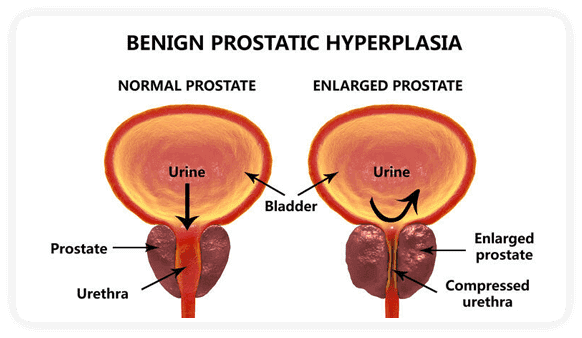 BENIGN PROSTATIC HYPERPLASIA
NORMAL PROSTATE
ENLARGED PROSTATE
Urine
Urine
Bladder
Prostate
Urethra
Enlarged
prostate
Compressed
urethra